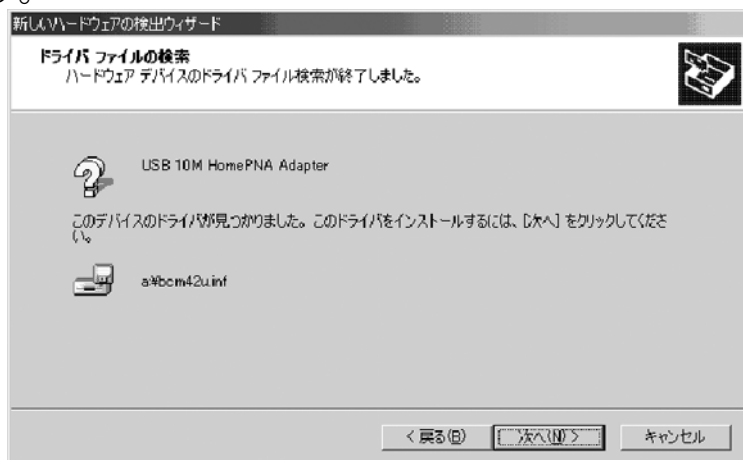 新しいハードウェアの検出ウィザード
ドライバ ファイルの検索
ハードウェア デバイスのドライバ ファイル検索が終了しました。
USB 10M HomePNA Adapter
このデバイスのドライバが見つかりました。このドライバをインストールするには、[次へ] をクリックしてくださ
い。
a:¥bcm42u.inf
< 戻る(B)
次へ(N) >
キャンセル